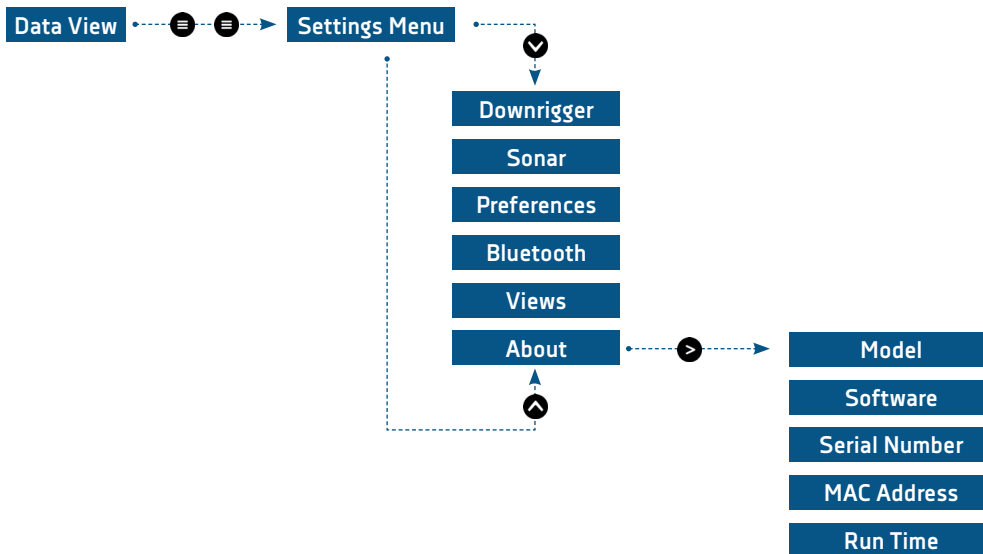 Data View
Settings Menu
Downrigger
Sonar
Preferences
Bluetooth
Views
About
Model
Software
Serial Number
MAC Address
Run Time